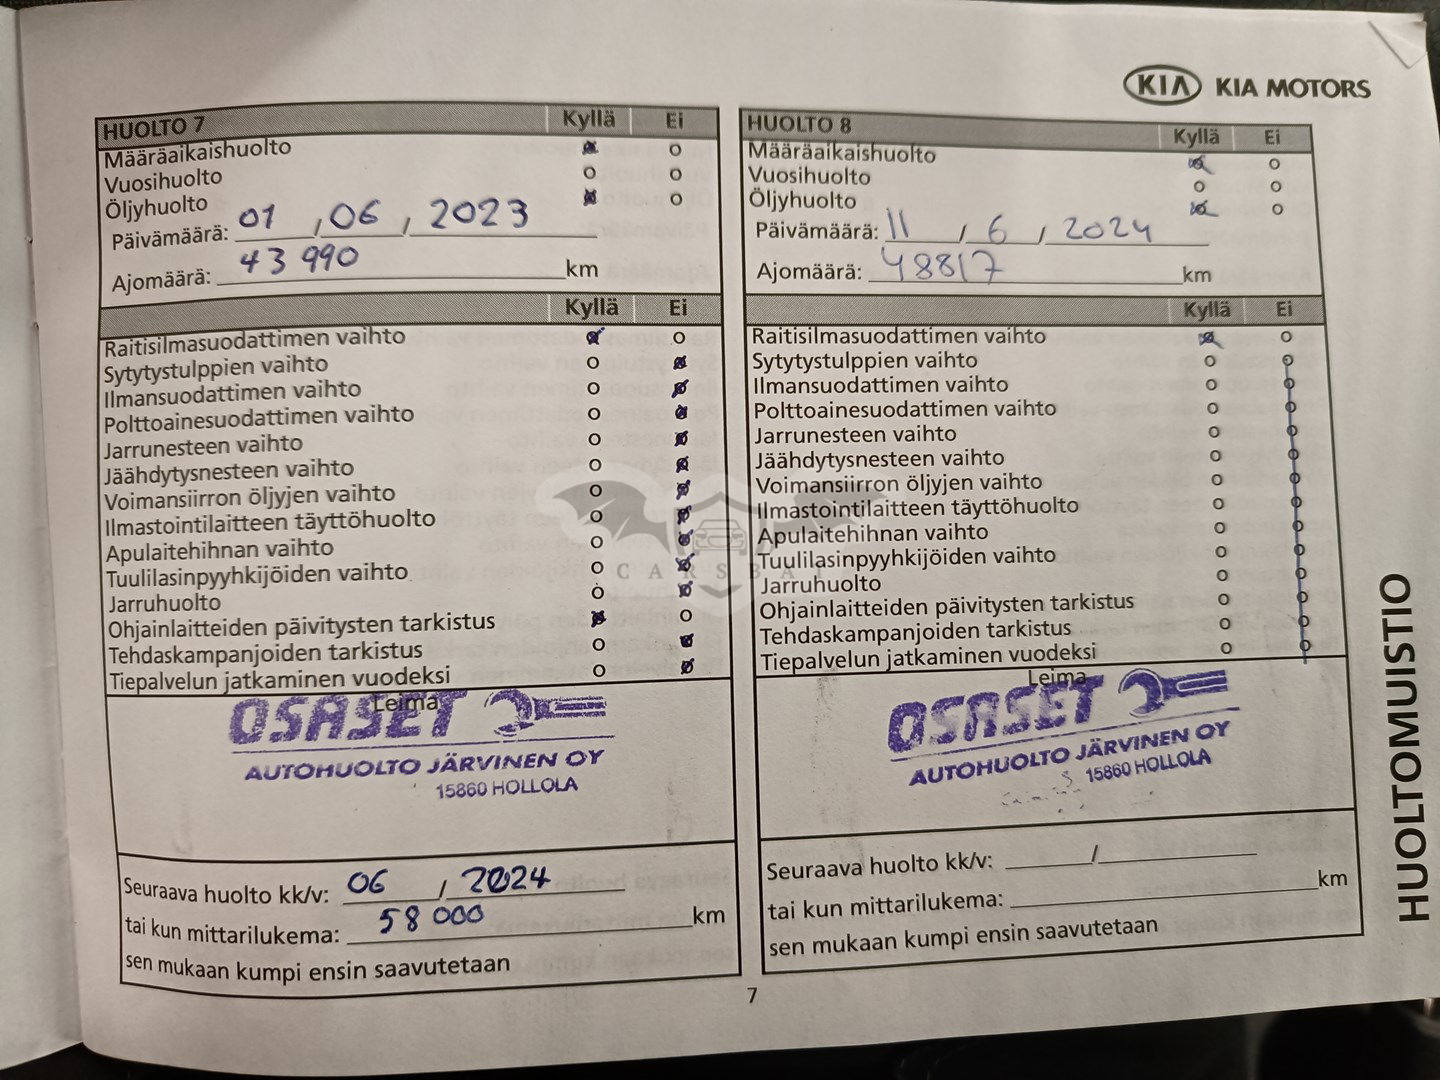 KIA KIA MOTORS
HUOLTO 7 Kyllä Ei
Määräaikaishuolto
Vuosihuolto
Öljyhuolto
Päivämäärä: 01 , 06 , 2023
Ajomäärä: 43 990 km
Kyllä Ei
Raitisilmasuodattimen vaihto
Sytytystulppien vaihto
Ilmansuodattimen vaihto
Polttoainesuodattimen vaihto
Jarrunesteen vaihto
Jäähdytysnesteen vaihto
Voimansiirron öljyjen vaihto
Ilmastointilaitteen täyttöhuolto
Apulaitehihnan vaihto
Tuulilasinpyyhkijöiden vaihto
Jarruhuolto
Ohjainlaitteiden päivitysten tarkistus
Tehdaskampanjoiden tarkistus
Tiepalvelun jatkaminen vuodeksi
Leima
OSASET
AUTOHUOLTO JÄRVINEN OY
15860 HOLLOLA
Seuraava huolto kk/v: 06 / 2024
tai kun mittarilukema: 58 000 km
sen mukaan kumpi ensin saavutetaan
HUOLTO 8 Kyllä Ei
Määräaikaishuolto
Vuosihuolto
Öljyhuolto
Päivämäärä: 11 / 6 , 2024
Ajomäärä: 48817 km
Kyllä Ei
Raitisilmasuodattimen vaihto
Sytytystulppien vaihto
Ilmansuodattimen vaihto
Polttoainesuodattimen vaihto
Jarrunesteen vaihto
Jäähdytysnesteen vaihto
Voimansiirron öljyjen vaihto
Ilmastointilaitteen täyttöhuolto
Apulaitehihnan vaihto
Tuulilasinpyyhkijöiden vaihto
Jarruhuolto
Ohjainlaitteiden päivitysten tarkistus
Tehdaskampanjoiden tarkistus
Tiepalvelun jatkaminen vuodeksi
Leima
OSASET
AUTOHUOLTO JÄRVINEN OY
15860 HOLLOLA
Seuraava huolto kk/v: /
tai kun mittarilukema: km
sen mukaan kumpi ensin saavutetaan
CARSBAT
HUOLTOMUISTIO
7